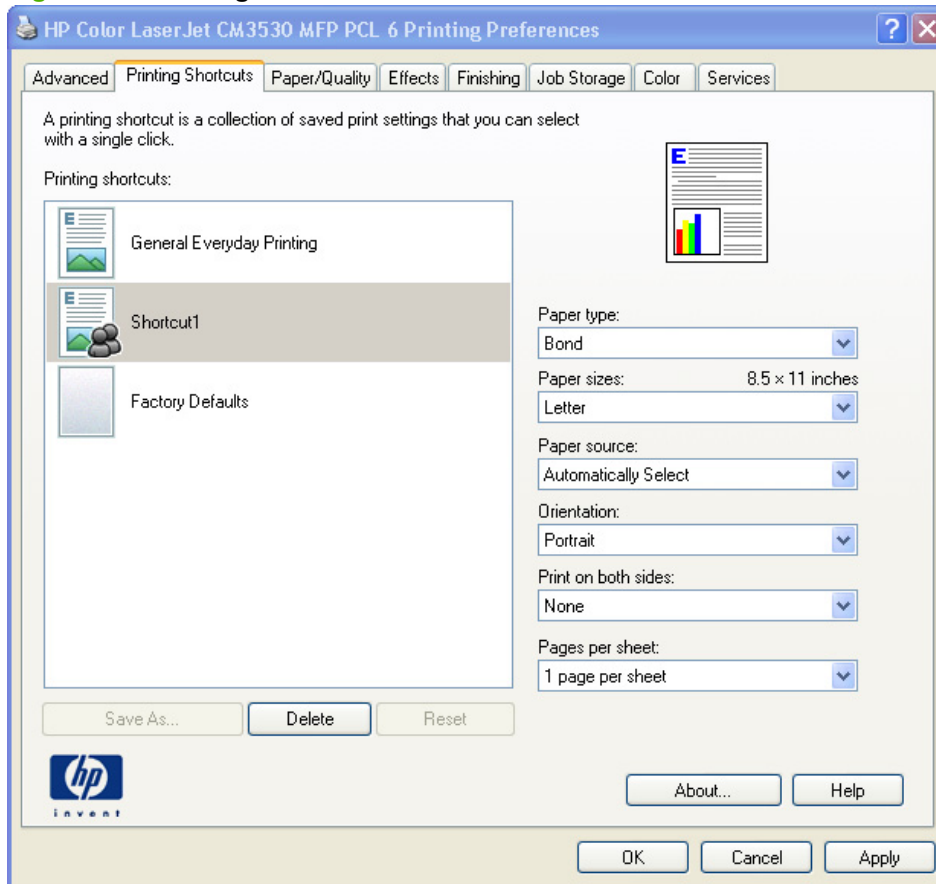 HP Color LaserJet CM3530 MFP PCL 6 Printing Preferences
Advanced Printing Shortcuts Paper/Quality Effects Finishing Job Storage Color Services
A printing shortcut is a collection of saved print settings that you can select
with a single click.
Printing shortcuts:
E
General Everyday Printing
E
Shortcut1
Factory Defaults
E
Paper type:
Bond
Paper sizes: 8.5 × 11 inches
Letter
Paper source:
Automatically Select
Orientation:
Portrait
Print on both sides:
None
Pages per sheet:
1 page per sheet
Save As... Delete Reset
hp
invent
About... Help
OK Cancel Apply